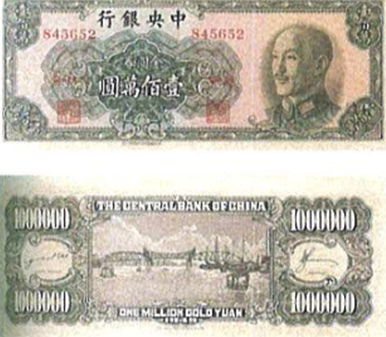 中央銀行
845652 845652
壹佰萬圓
THE CENTRAL BANK OF CHINA
1000000 1000000
1000000 1000000
ONE MILLION GOLD YUAN